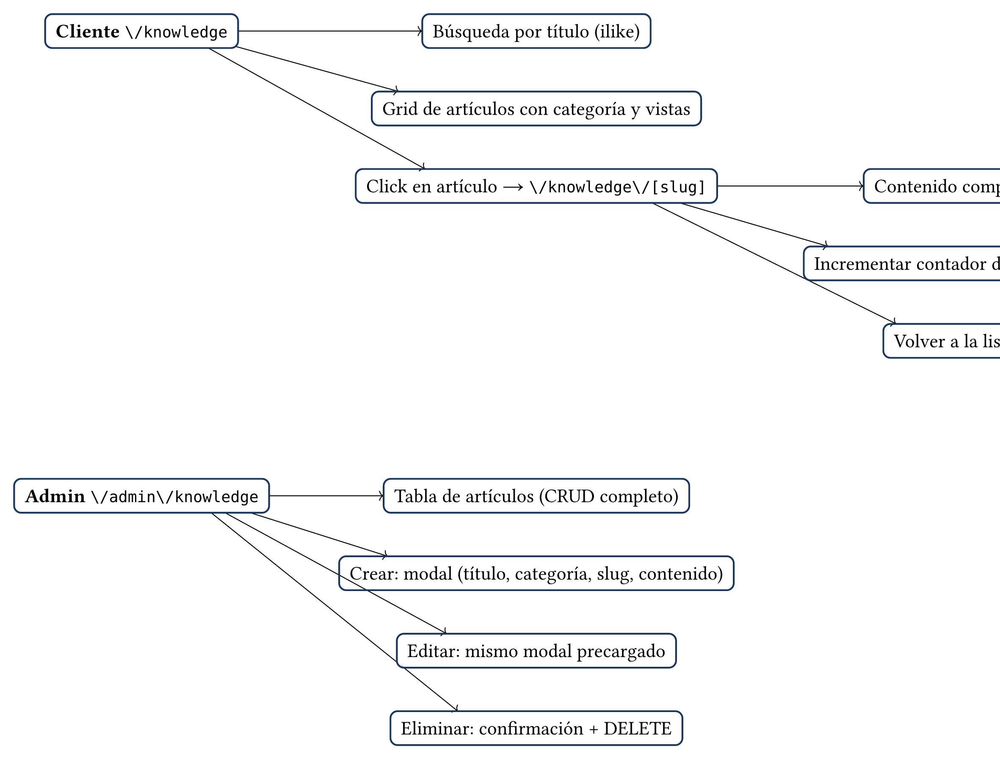 Cliente \//knowledge
Búsqueda por título (ilike)
Grid de artículos con categoría y vistas
Click en artículo ⟶ \//knowledge\//[slug]
Contenido
Incrementar contador
Volver a la
Admin \//admin\//knowledge
Tabla de artículos (CRUD completo)
Crear: modal (título, categoría, slug, contenido)
Editar: mismo modal precargado
Eliminar: confirmación + DELETE